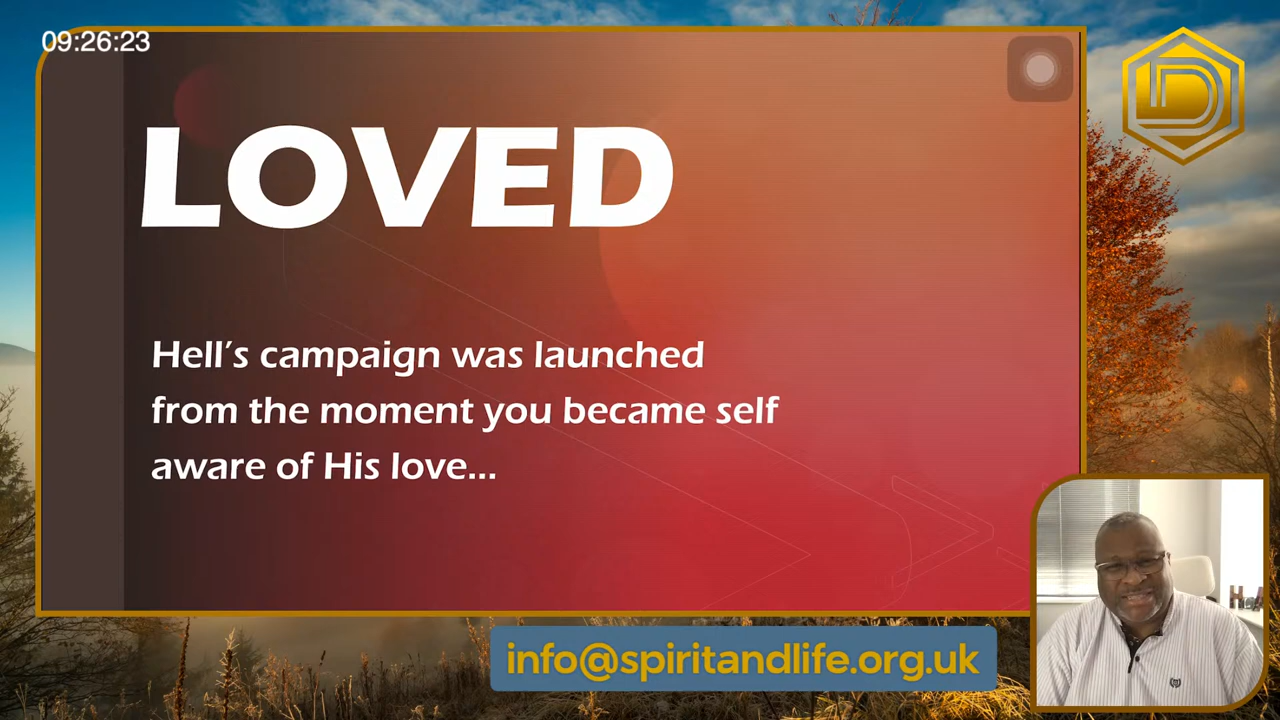 09:26:23
LOVED
Hell's campaign was launched
from the moment you became self
aware of His love...
info@spiritandlife.org.uk